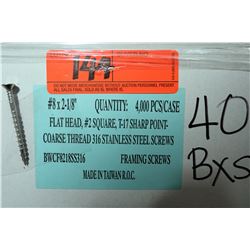 144
DO NOT MOVE MERCHANDISE WITHOUT AUCTION PERSONNEL PRESENT
ALL SALES FINAL. SOLD AS IS, WHERE IS.
#8 x 2-1/8" QUANTITY: 4,000 PCS/CASE
FLAT HEAD, #2 SQUARE, T-17 SHARP POINT-
COARSE THREAD 316 STAINLESS STEEL SCREWS
BWCF8218SS316 FRAMING SCREWS
MADE IN TAIWAN R.O.C.
40
BXS